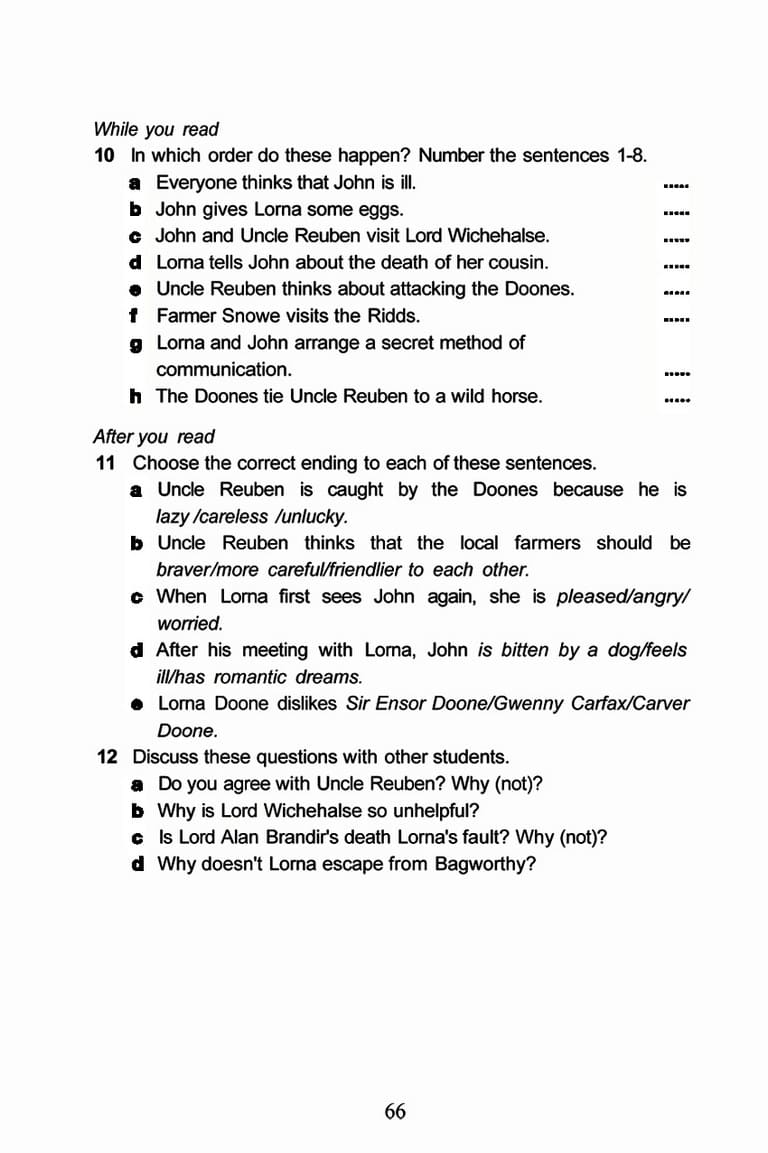 While you read
10 In which order do these happen? Number the sentences 1-8.
a Everyone thinks that John is ill. .....
b John gives Lorna some eggs. .....
c John and Uncle Reuben visit Lord Wichehalse. .....
d Lorna tells John about the death of her cousin. .....
e Uncle Reuben thinks about attacking the Doones. .....
f Farmer Snowe visits the Ridds. .....
g Lorna and John arrange a secret method of
communication. .....
h The Doones tie Uncle Reuben to a wild horse. .....
After you read
11 Choose the correct ending to each of these sentences.
a Uncle Reuben is caught by the Doones because he is
lazy /careless /unlucky.
b Uncle Reuben thinks that the local farmers should be
braver/more careful/friendlier to each other.
c When Lorna first sees John again, she is pleased/angry/
worried.
d After his meeting with Lorna, John is bitten by a dog/feels
ill/has romantic dreams.
e Lorna Doone dislikes Sir Ensor Doone/Gwenny Carfax/Carver
Doone.
12 Discuss these questions with other students.
a Do you agree with Uncle Reuben? Why (not)?
b Why is Lord Wichehalse so unhelpful?
c Is Lord Alan Brandir's death Lorna's fault? Why (not)?
d Why doesn't Lorna escape from Bagworthy?
66